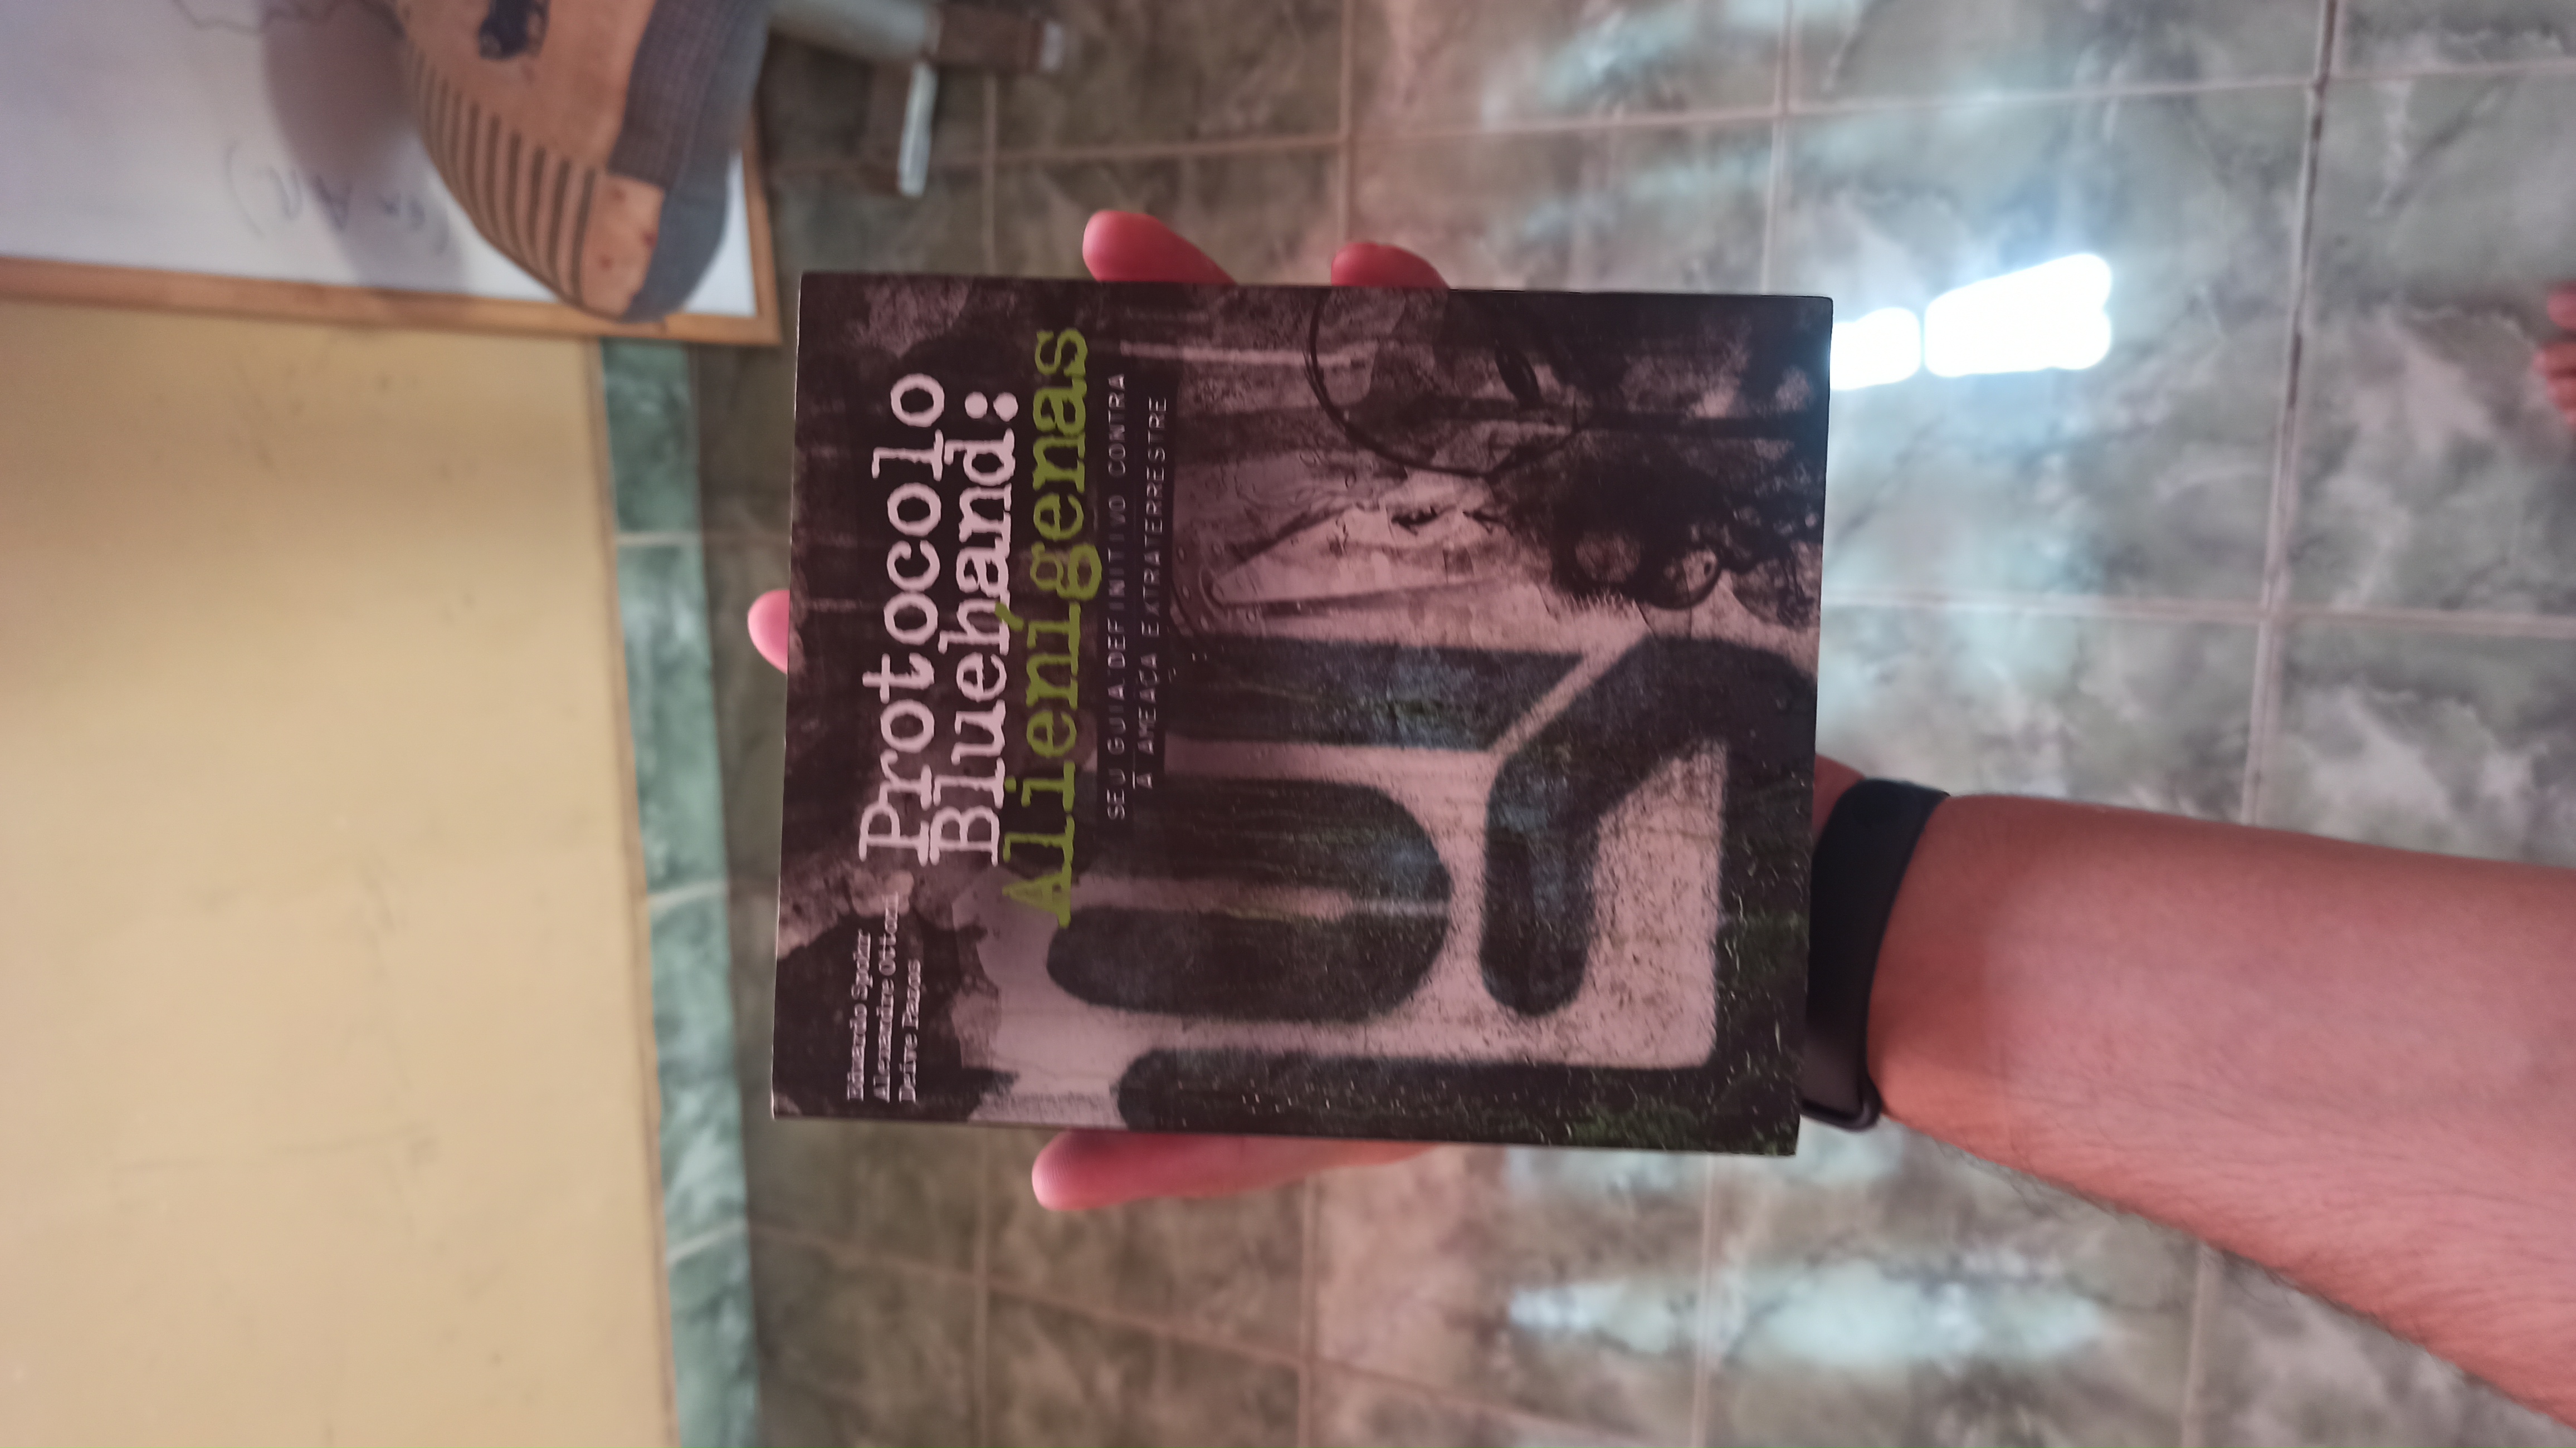 Eduardo Spohr
Alexandre Ottoni
Deive Pazos
Protocolo
Bluehand:
Alienígenas
SEU GUIA DEFINITIVO CONTRA
A AMEAÇA EXTRATERRESTRE